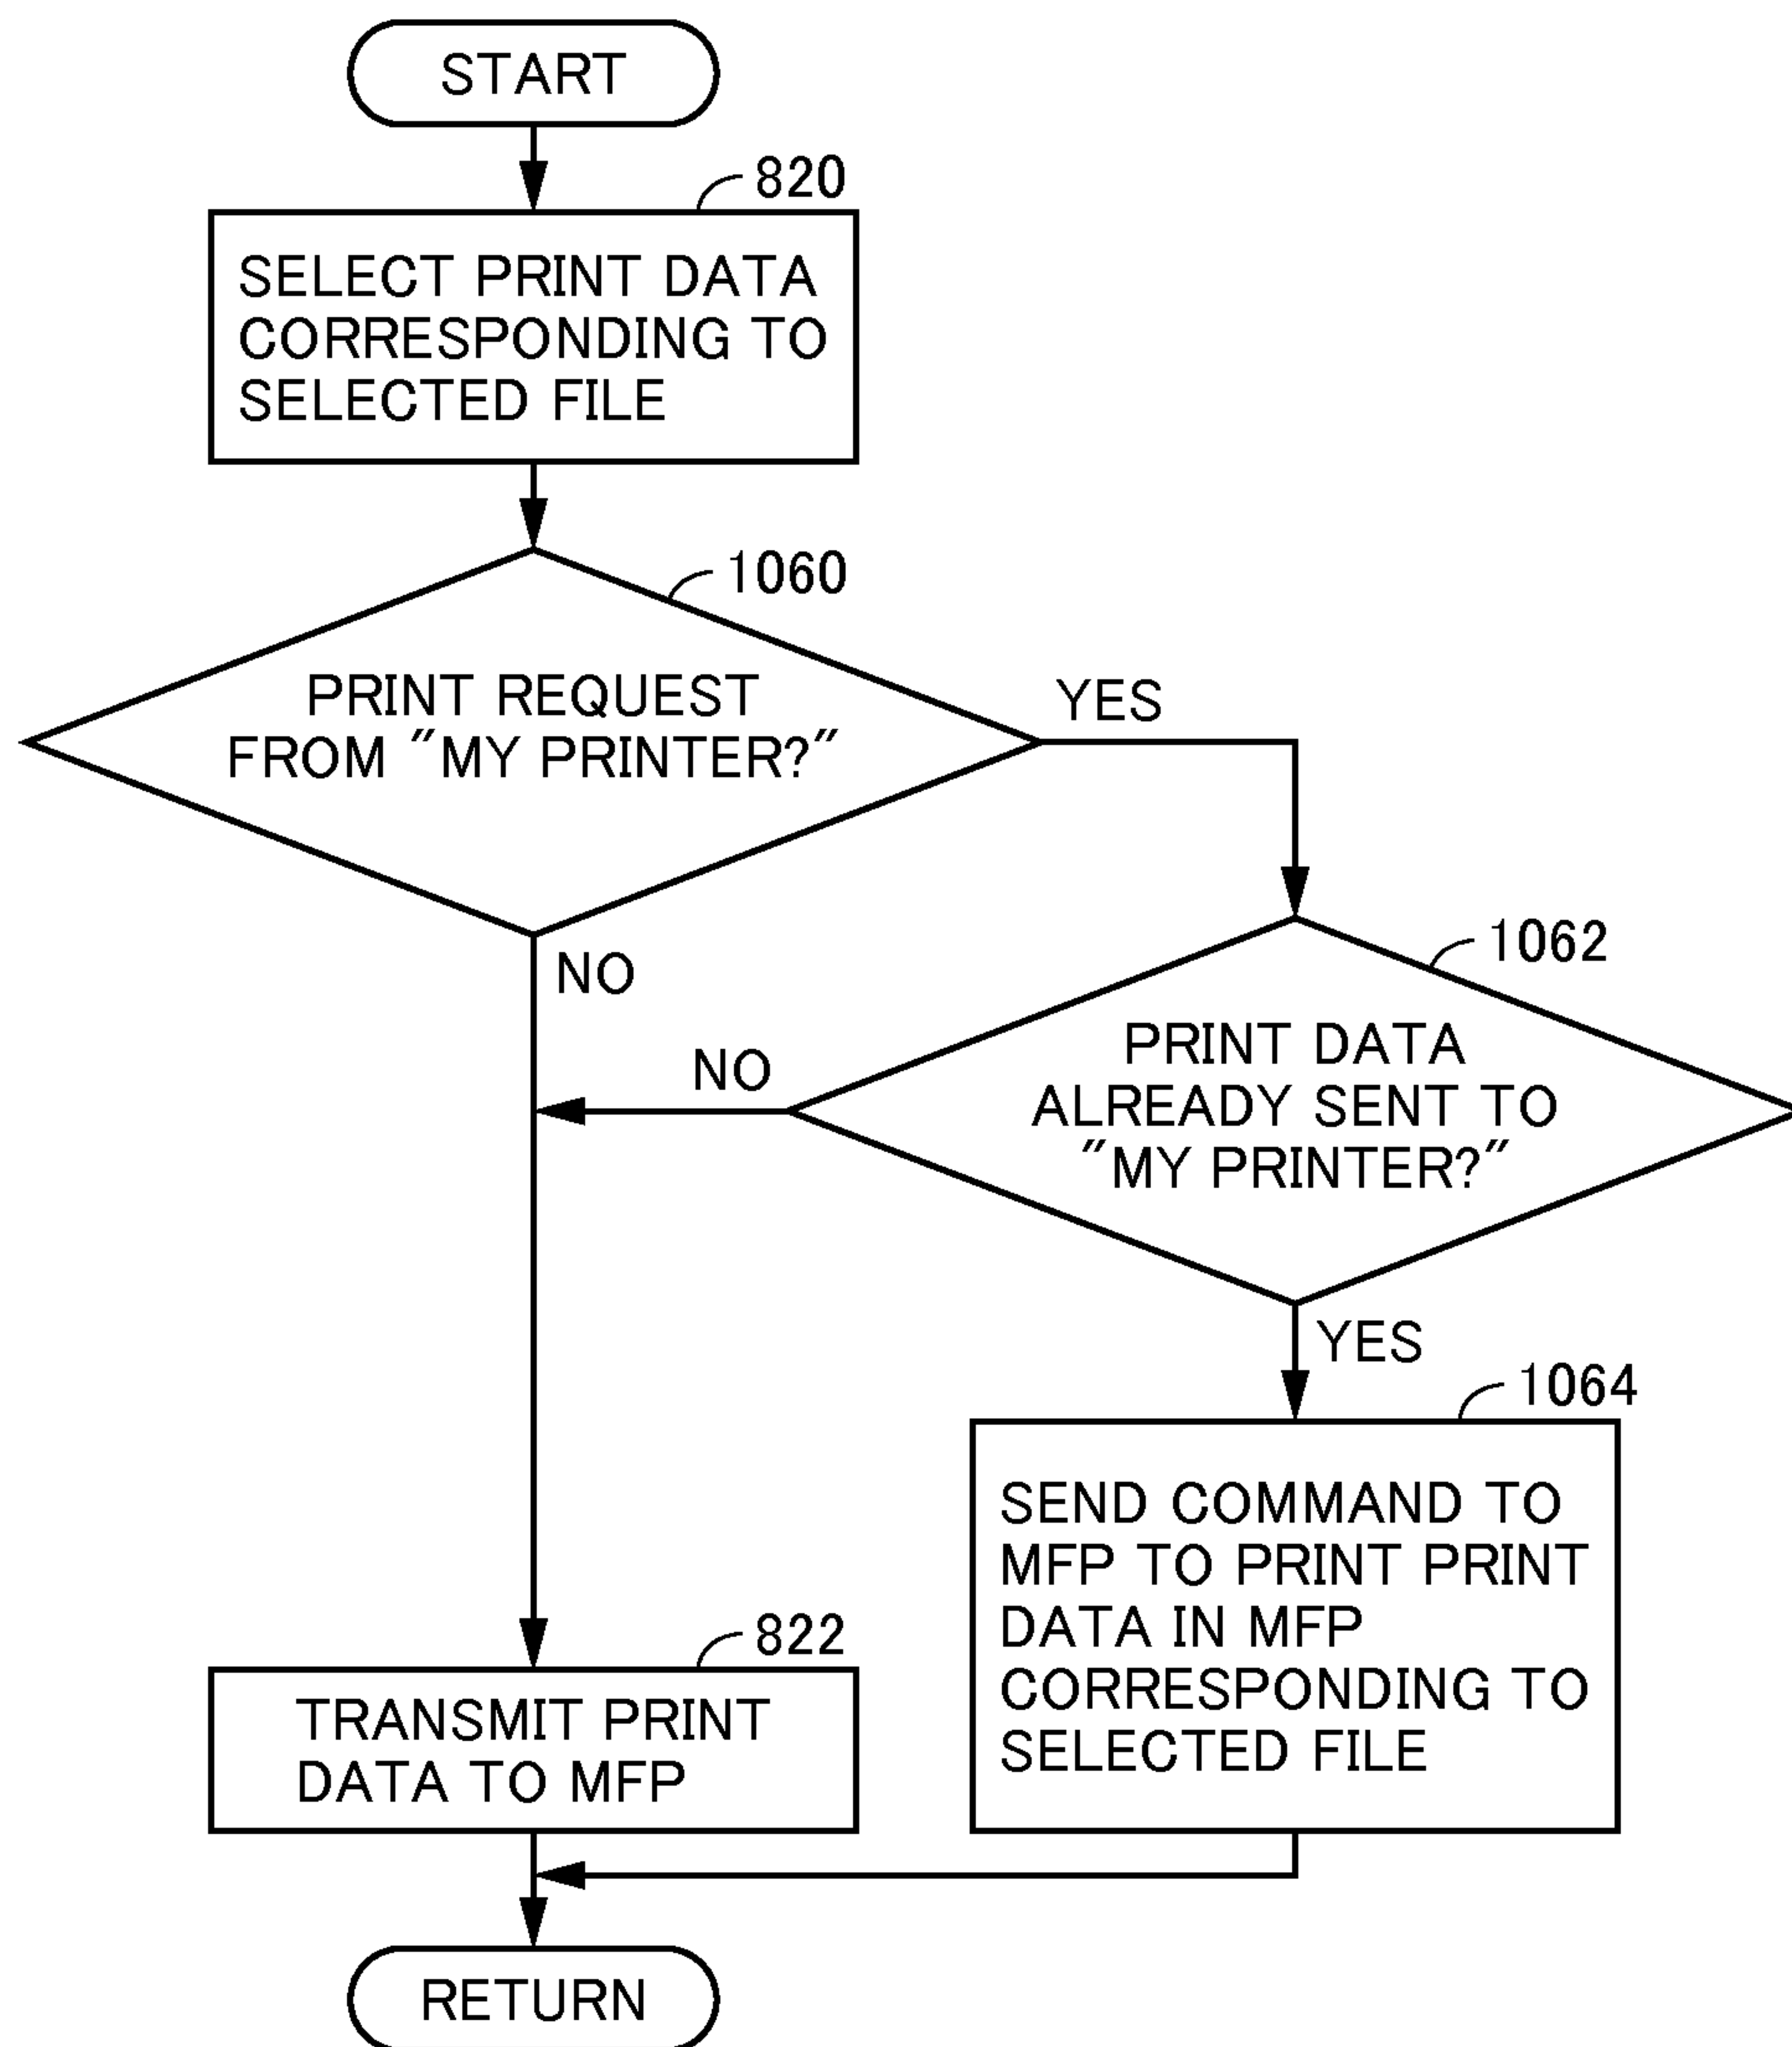 START
820
SELECT PRINT DATA
CORRESPONDING TO
SELECTED FILE
1060
PRINT REQUEST
FROM "MY PRINTER?"
YES
NO
1062
PRINT DATA
ALREADY SENT TO
"MY PRINTER?"
NO
YES
1064
SEND COMMAND TO
MFP TO PRINT PRINT
DATA IN MFP
CORRESPONDING TO
SELECTED FILE
822
TRANSMIT PRINT
DATA TO MFP
RETURN